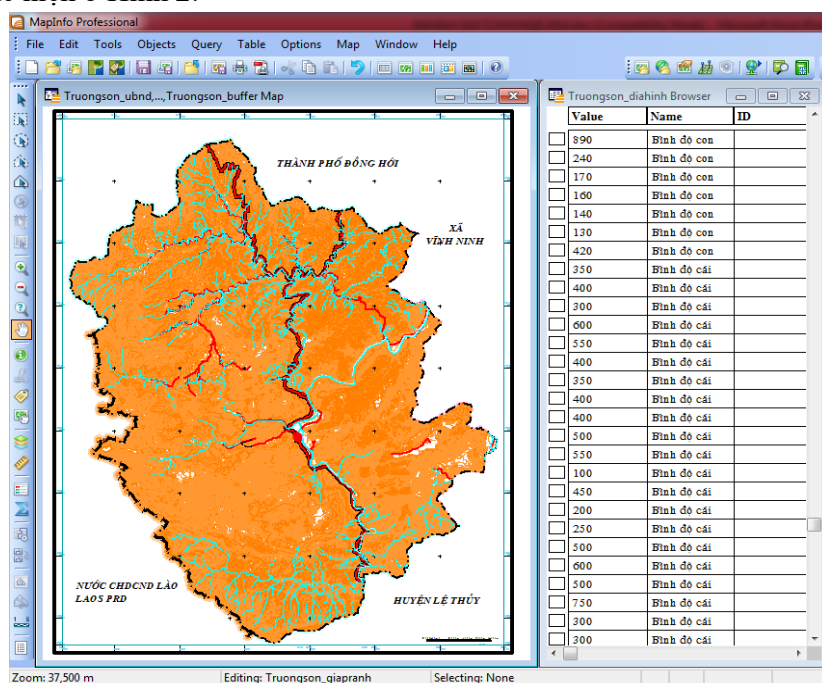 MapInfo Professional
File Edit Tools Objects Query Table Options Map Window Help
Truongson_ubnd,...,Truongson_buffer Map
THÀNH PHỐ ĐỒNG HỚI
XÃ
VĨNH NINH
NƯỚC CHDCND LÀO
LAOS PRD
HUYỆN LỆ THỦY
Truongson_diahinh Browser
Value Name ID
890 Bình độ con
240 Bình độ con
170 Bình độ con
160 Bình độ con
140 Bình độ con
130 Bình độ con
420 Bình độ con
350 Bình độ cái
400 Bình độ cái
300 Bình độ cái
600 Bình độ cái
550 Bình độ cái
400 Bình độ cái
350 Bình độ cái
400 Bình độ cái
400 Bình độ cái
500 Bình độ cái
550 Bình độ cái
100 Bình độ cái
450 Bình độ cái
200 Bình độ cái
250 Bình độ cái
500 Bình độ cái
600 Bình độ cái
500 Bình độ cái
750 Bình độ cái
300 Bình độ cái
300 Bình độ cái
Zoom: 37,500 m Editing: Truongson_giapranh Selecting: None